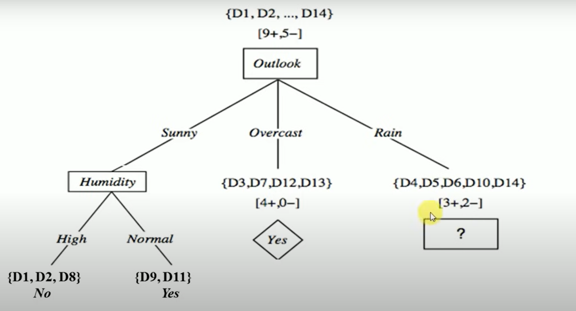 {D1, D2, ..., D14}
[9+,5−]
Outlook
Sunny
Overcast
Rain
Humidity
{D3,D7,D12,D13}
{D4,D5,D6,D10,D14}
[4+,0−]
[3+,2−]
High
Normal
Yes
?
{D1, D2, D8}
{D9, D11}
No
Yes